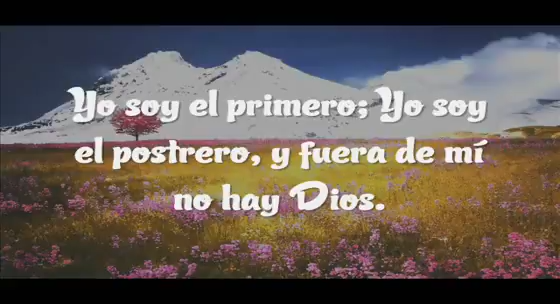 Yo soy el primero; Yo soy
el postrero, y fuera de mí
no hay Dios.